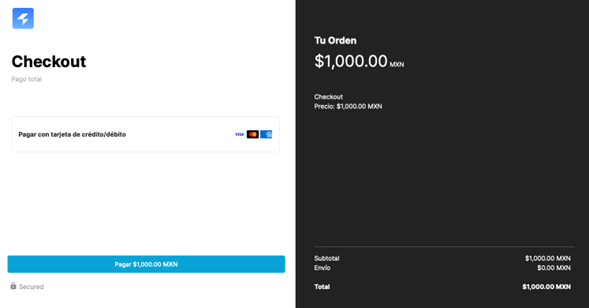 Checkout
Pago total
Pagar con tarjeta de crédito/débito
VISA
Pagar $1,000.00 MXN
Secured
Tu Orden
$1,000.00 MXN
Checkout
Precio: $1,000.00 MXN
Subtotal $1,000.00 MXN
Envío $0.00 MXN
Total $1,000.00 MXN